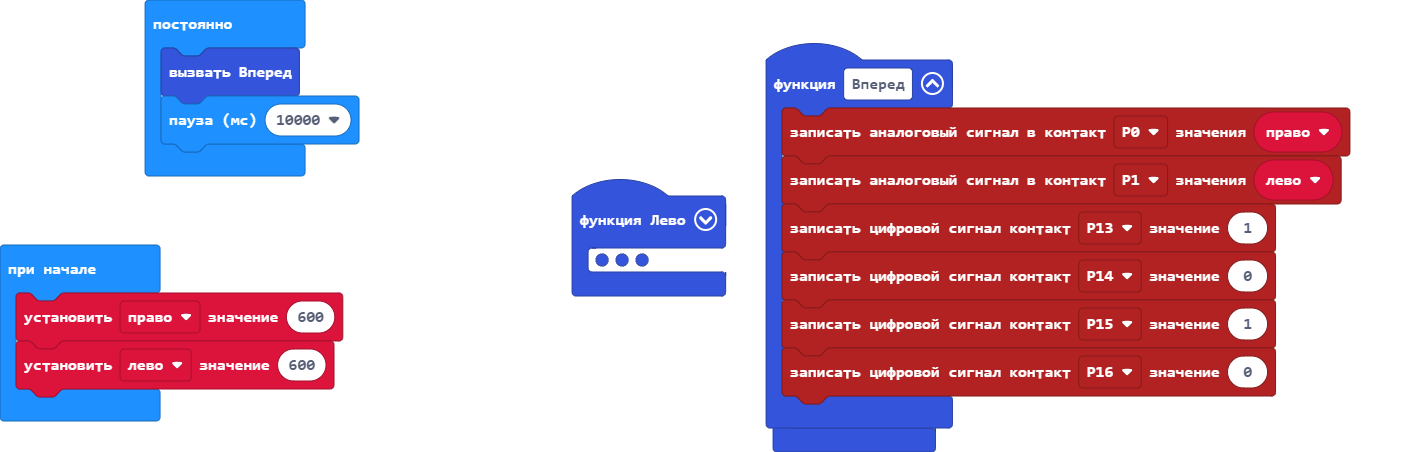 постоянно
вызвать Вперед
пауза (мс) 10000
при начале
установить право значение 600
установить лево значение 600
функция Лево
функция Вперед
записать аналоговый сигнал в контакт P0 значения право
записать аналоговый сигнал в контакт P1 значения лево
записать цифровой сигнал контакт P13 значение 1
записать цифровой сигнал контакт P14 значение 0
записать цифровой сигнал контакт P15 значение 1
записать цифровой сигнал контакт P16 значение 0